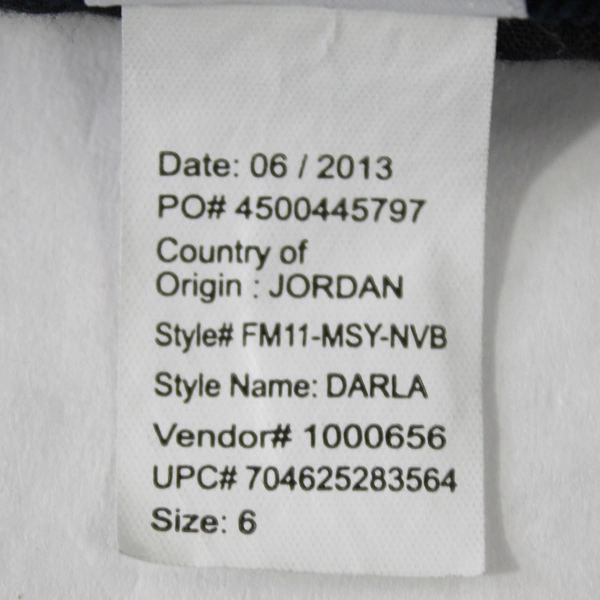 Date: 06 / 2013
PO# 4500445797
Country of
Origin : JORDAN
Style# FM11-MSY-NVB
Style Name: DARLA
Vendor# 1000656
UPC# 704625283564
Size: 6